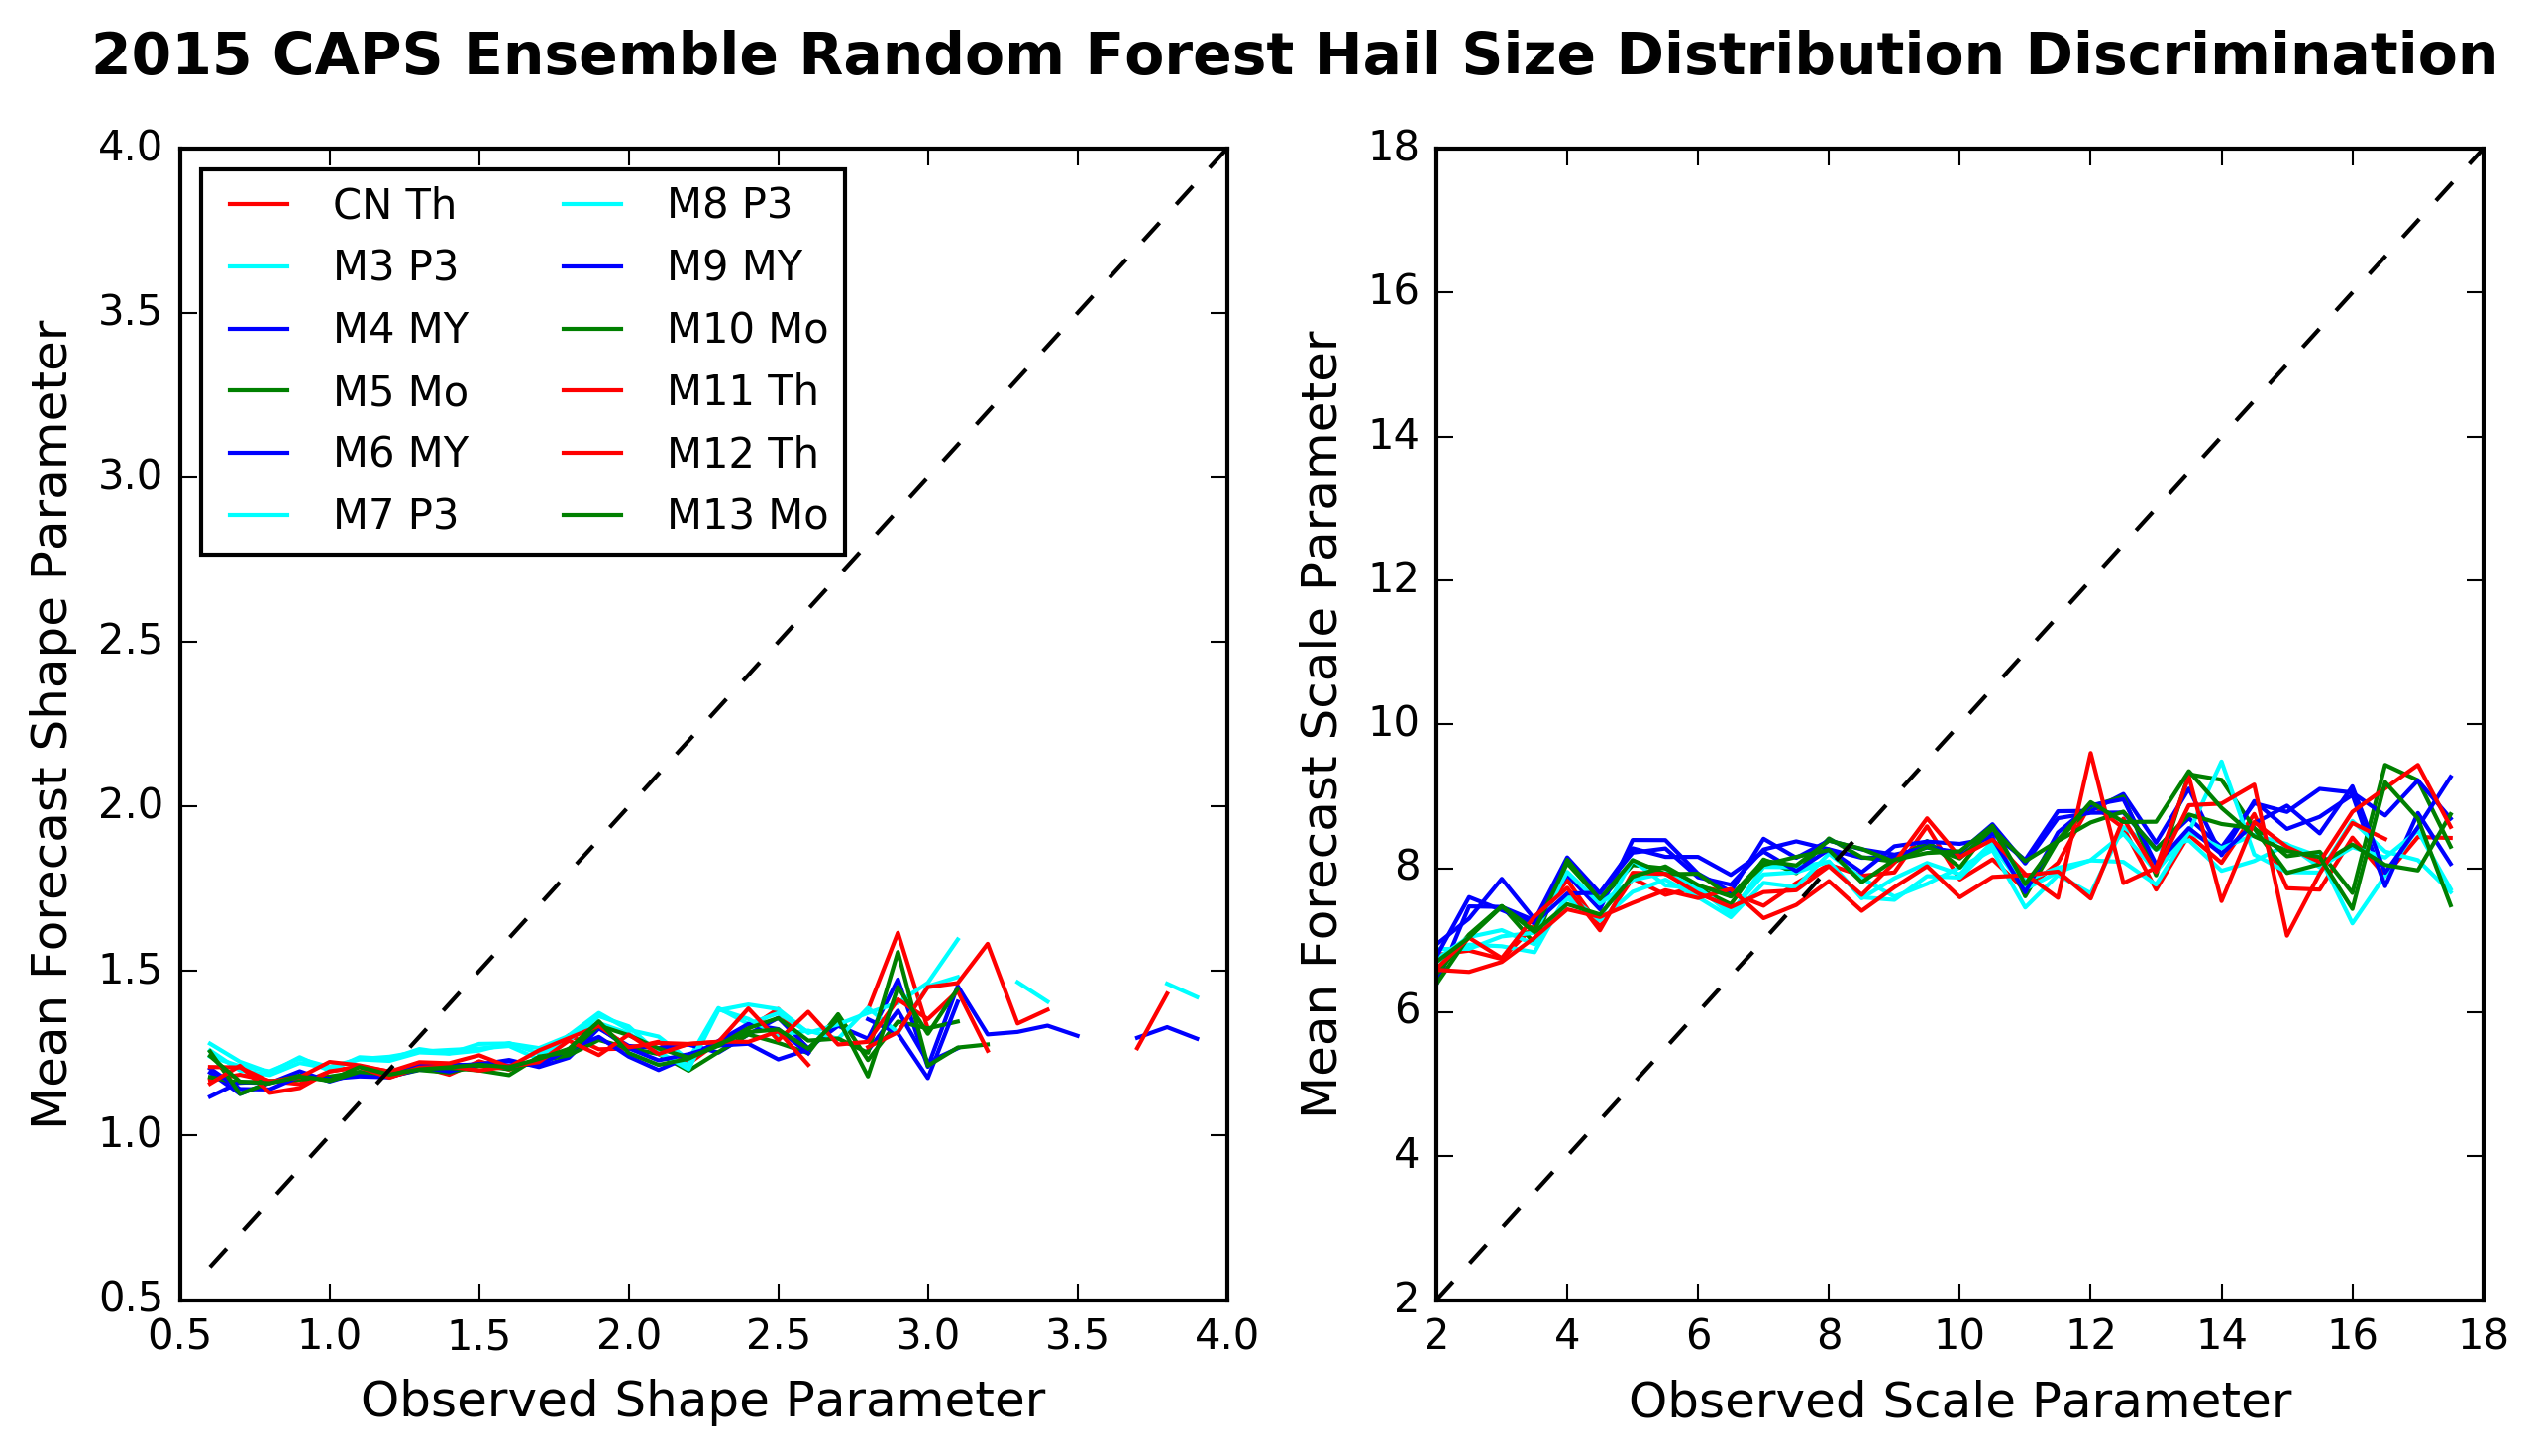 2015 CAPS Ensemble Random Forest Hail Size Distribution Discrimination
Mean Forecast Shape Parameter
4.0
3.5
3.0
2.5
2.0
1.5
1.0
0.5
CN Th
M3 P3
M4 MY
M5 Mo
M6 MY
M7 P3
M8 P3
M9 MY
M10 Mo
M11 Th
M12 Th
M13 Mo
0.5 1.0 1.5 2.0 2.5 3.0 3.5 4.0
Observed Shape Parameter
Mean Forecast Scale Parameter
18
16
14
12
10
8
6
4
2
2 4 6 8 10 12 14 16 18
Observed Scale Parameter